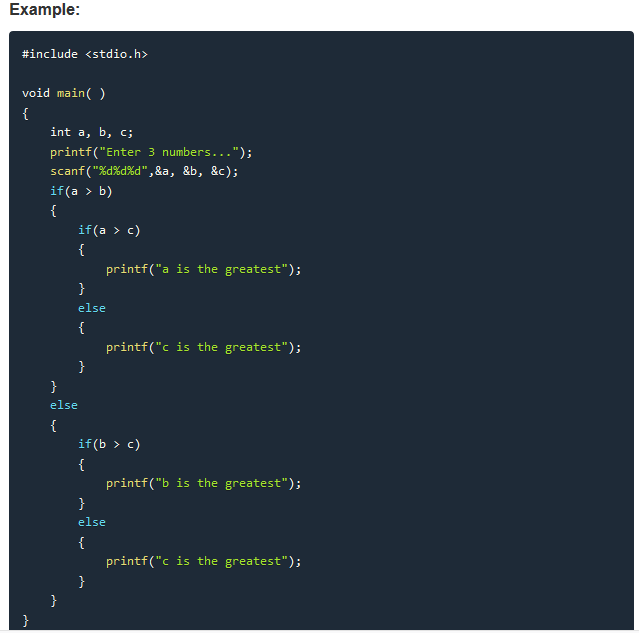 Example:
#include <stdio.h>
void main( )
{
    int a, b, c;
    printf("Enter 3 numbers...");
    scanf("%d%d%d",&a, &b, &c);
    if(a > b)
    {
        if(a > c)
        {
            printf("a is the greatest");
        }
        else
        {
            printf("c is the greatest");
        }
    }
    else
    {
        if(b > c)
        {
            printf("b is the greatest");
        }
        else
        {
            printf("c is the greatest");
        }
    }
}